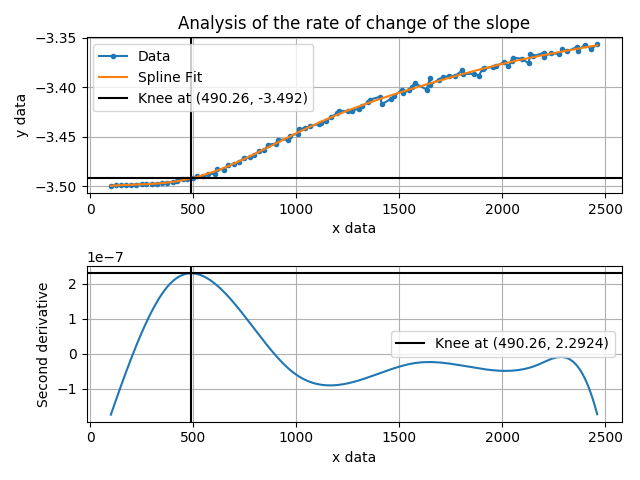 Analysis of the rate of change of the slope
−3.35
−3.40
−3.45
−3.50
y data
Data
Spline Fit
Knee at (490.26, -3.492)
0
500
1000
1500
2000
2500
x data
1e−7
2
1
0
−1
Second derivative
Knee at (490.26, 2.2924)
0
500
1000
1500
2000
2500
x data